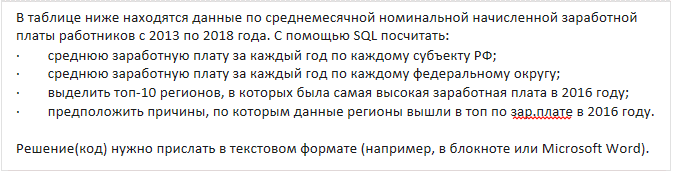 В таблице ниже находятся данные по среднемесячной номинальной начисленной заработной
платы работников с 2013 по 2018 года. С помощью SQL посчитать:
· среднюю заработную плату за каждый год по каждому субъекту РФ;
· среднюю заработную плату за каждый год по каждому федеральному округу;
· выделить топ-10 регионов, в которых была самая высокая заработная плата в 2016 году;
· предположить причины, по которым данные регионы вышли в топ по зар.плате в 2016 году.
Решение(код) нужно прислать в текстовом формате (например, в блокноте или Microsoft Word).